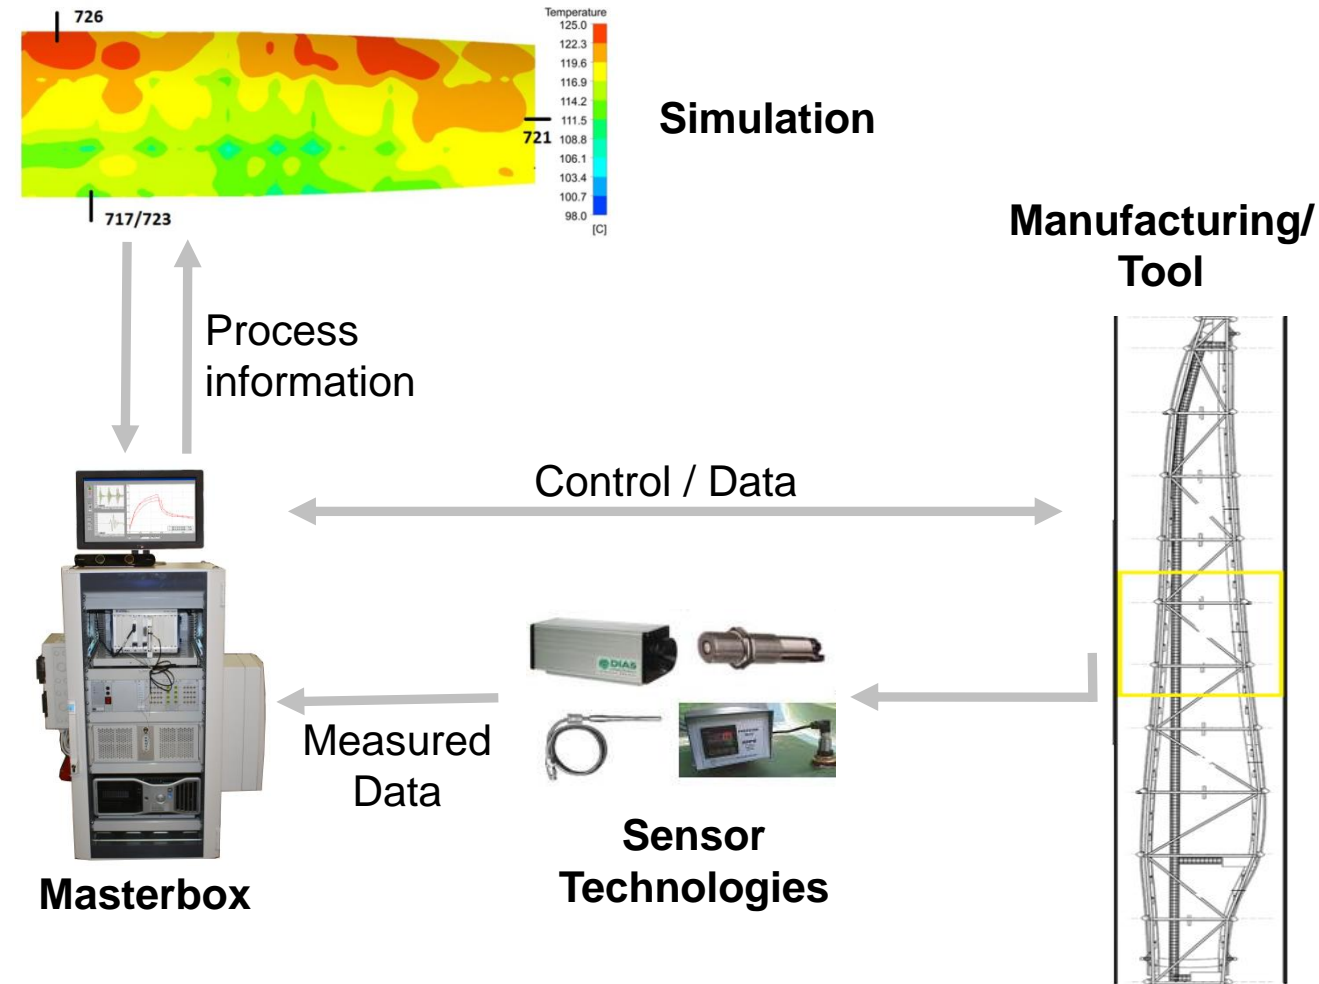 726
Temperature
125.0
122.3
119.6
116.9
114.2
111.5
108.8
106.1
103.4
100.7
98.0
[C]
721
717/723
Simulation
Manufacturing/
Tool
Process
information
Control / Data
DIAS
Measured
Data
Sensor
Technologies
Masterbox